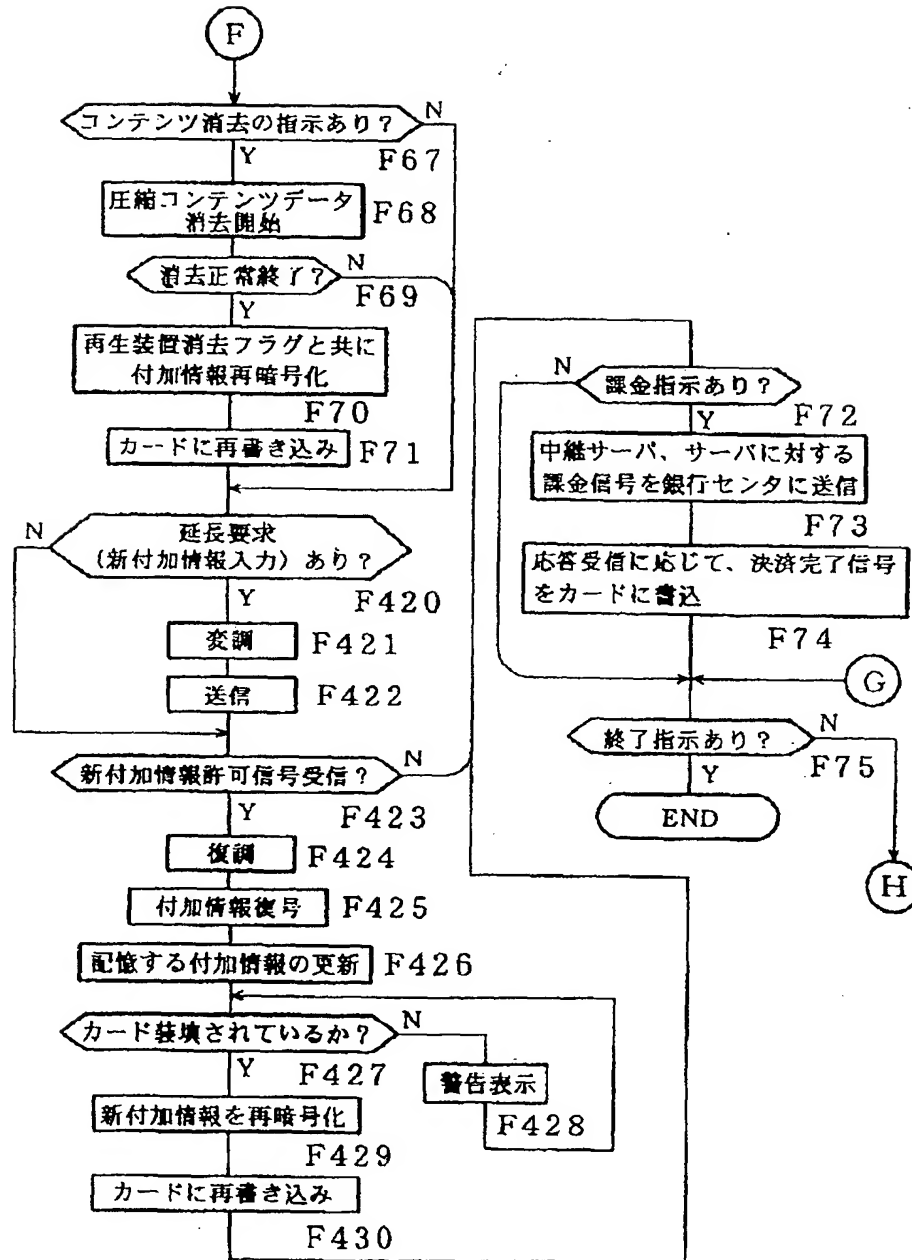 F
コンテンツ消去の指示あり？
N
Y
F67
圧縮コンテンツデータ
消去開始
F68
消去正常終了？
N
F69
Y
再生装置消去フラグと共に
付加情報再暗号化
F70
カードに再書き込み
F71
N
延長要求
(新付加情報入力) あり？
Y
F420
変調
F421
送信
F422
新付加情報許可信号受信？
N
Y
F423
復調
F424
付加情報復号
F425
記憶する付加情報の更新
F426
カード装填されているか？
N
Y
F427
警告表示
F428
新付加情報を再暗号化
F429
カードに再書き込み
F430
N
課金指示あり？
Y
F72
中継サーバ、サーバに対する
課金信号を銀行センタに送信
F73
応答受信に応じて、決済完了信号
をカードに書込
F74
G
終了指示あり？
N
Y
F75
END
H